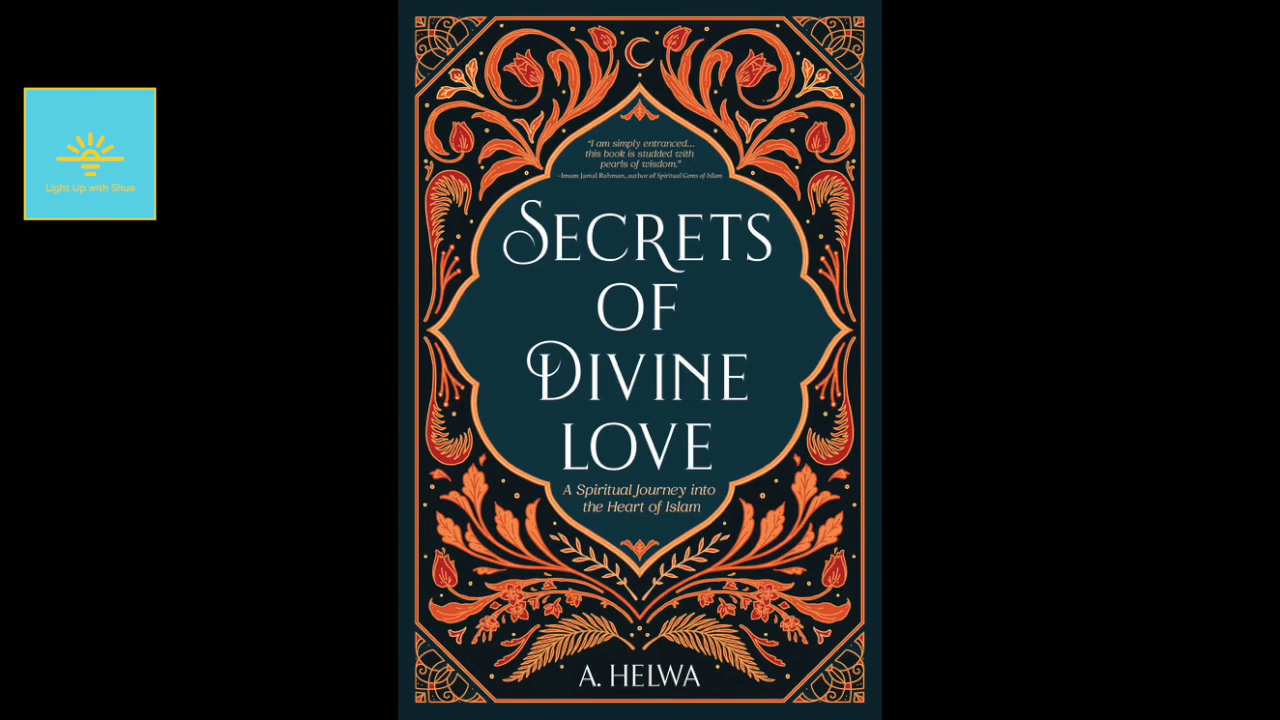 Light Up with Shua
"I am simply entranced...
this book is studded with
pearls of wisdom."
–Imam Jamal Rahman, author of Spiritual Gems of Islam
SECRETS
OF
DIVINE
LOVE
A Spiritual Journey into
the Heart of Islam
A. HELWA